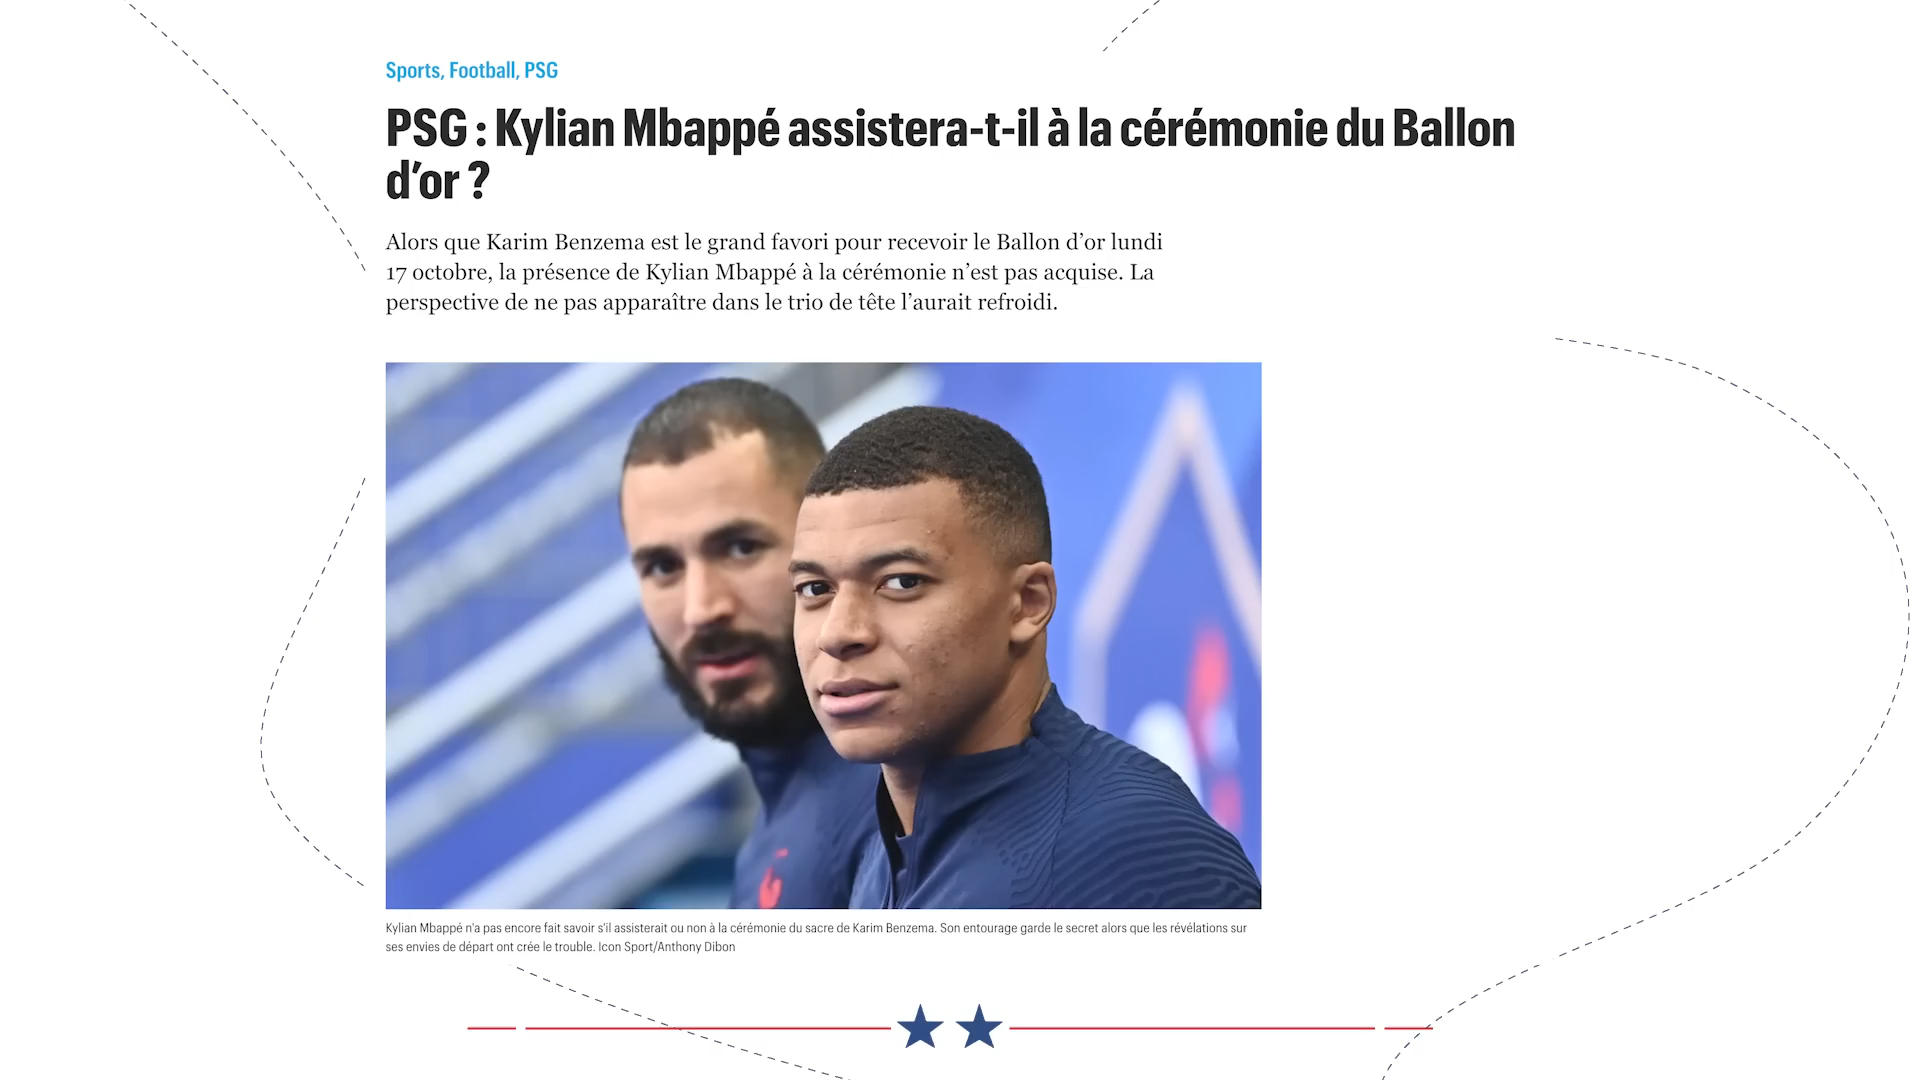 Sports, Football, PSG
PSG : Kylian Mbappé assistera-t-il à la cérémonie du Ballon
d’or ?
Alors que Karim Benzema est le grand favori pour recevoir le Ballon d’or lundi
17 octobre, la présence de Kylian Mbappé à la cérémonie n’est pas acquise. La
perspective de ne pas apparaître dans le trio de tête l’aurait refroidi.
Kylian Mbappé n'a pas encore fait savoir s'il assisterait ou non à la cérémonie du sacre de Karim Benzema. Son entourage garde le secret alors que les révélations sur
ses envies de départ ont crée le trouble. Icon Sport/Anthony Dibon